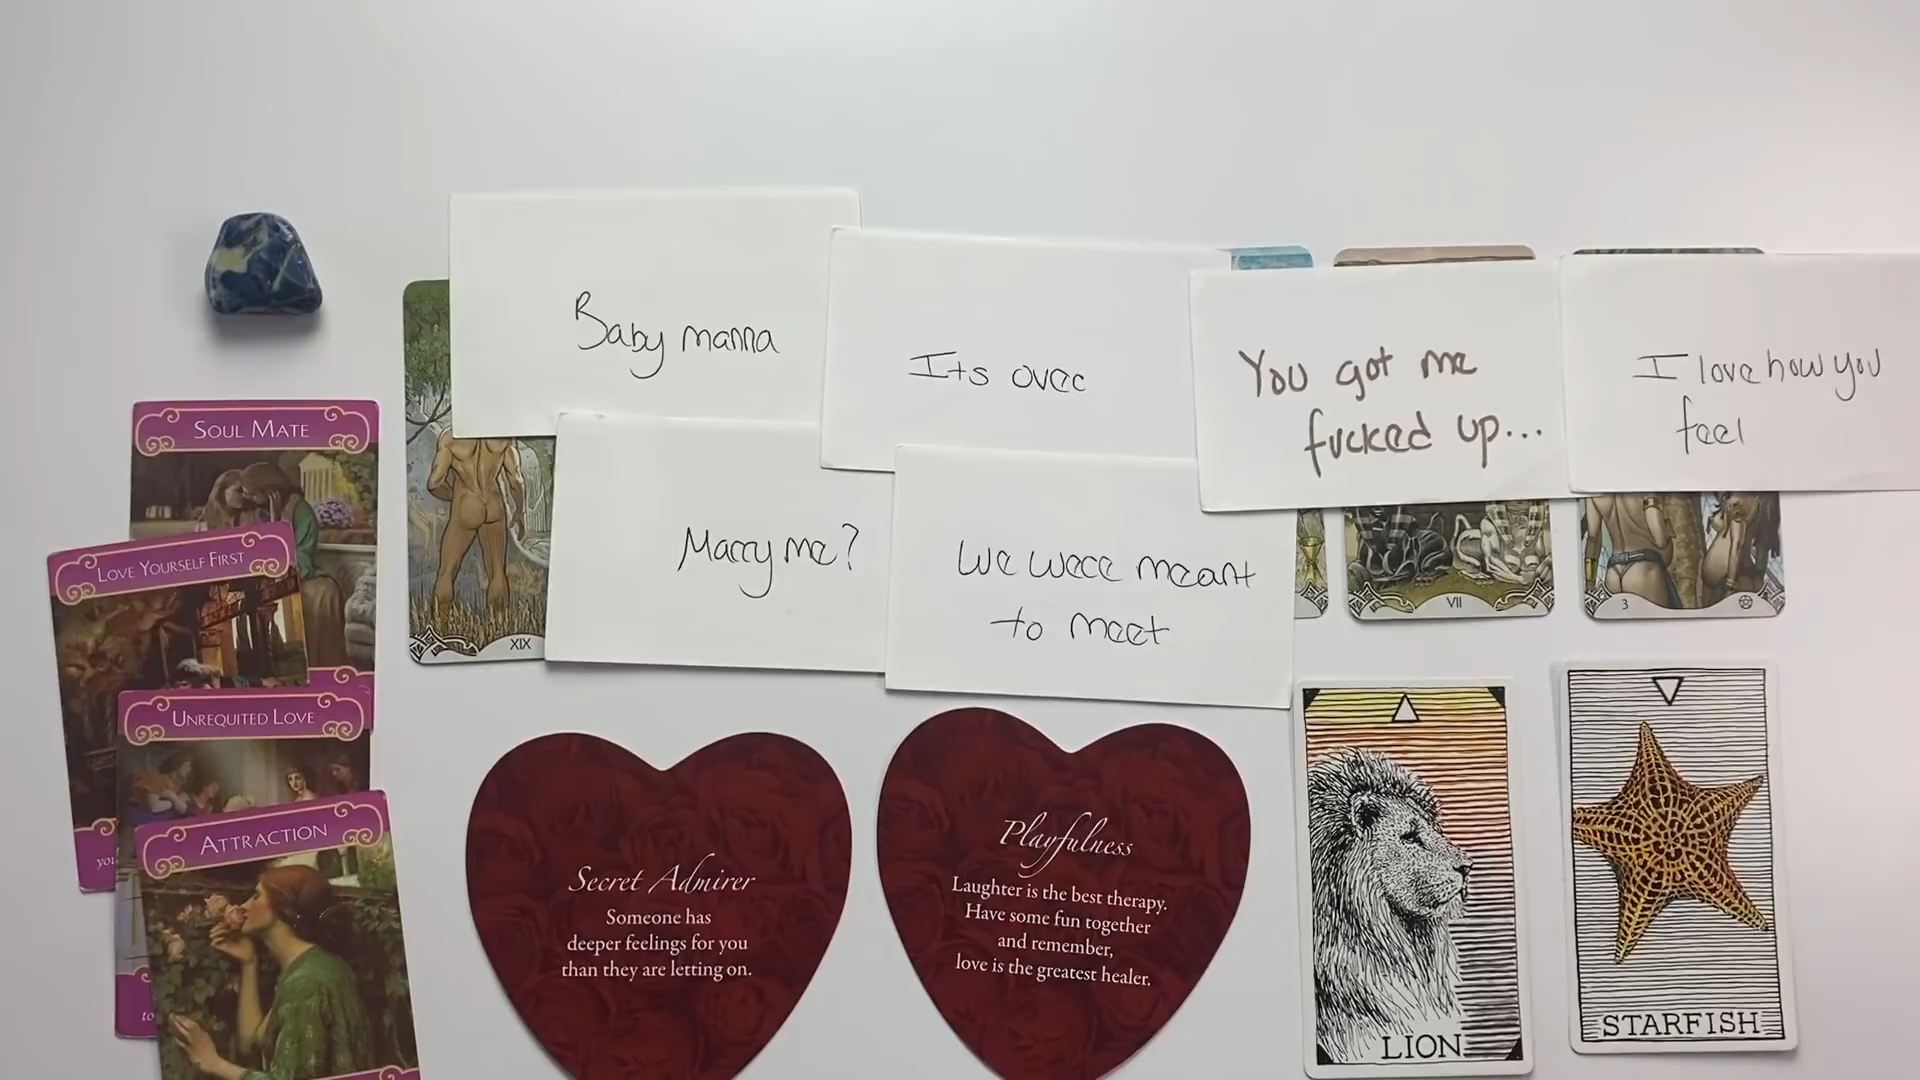 Baby mama
Its over
You got me
fucked up...
I love how you
feel
Marry me?
We were meant
to meet
SOUL MATE
LOVE YOURSELF FIRST
UNREQUITED LOVE
ATTRACTION
XIX
VII
3
Secret Admirer
Someone has
deeper feelings for you
than they are letting on.
Playfulness
Laughter is the best therapy.
Have some fun together
and remember,
love is the greatest healer.
LION
STARFISH